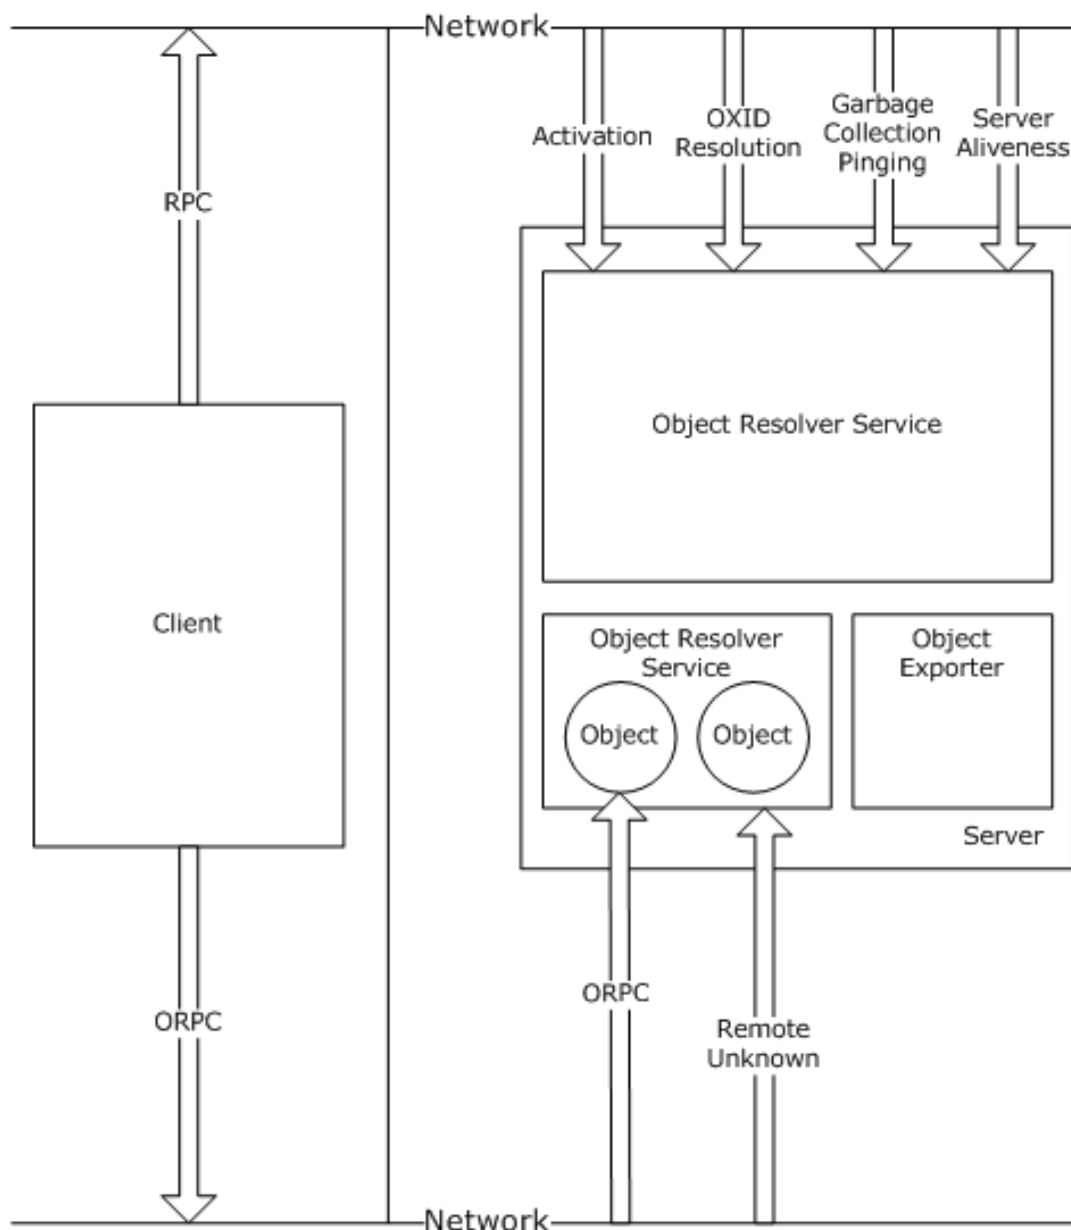 Network
Activation
OXID
Resolution
Garbage
Collection
Pinging
Server
Aliveness
RPC
Object Resolver Service
Client
Object Resolver
Service
Object
Exporter
Object
Object
Server
ORPC
ORPC
Remote
Unknown
Network